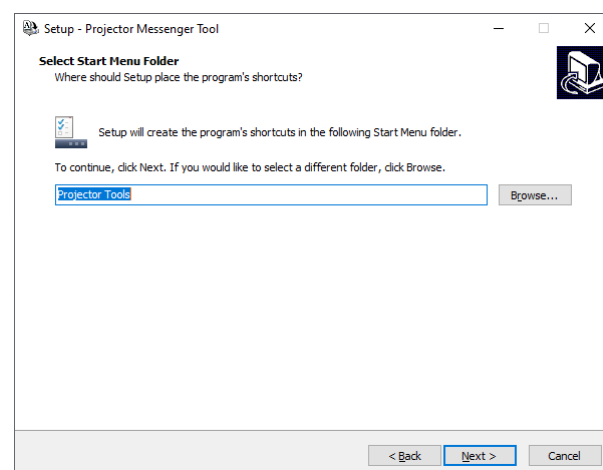 Setup - Projector Messenger Tool
Select Start Menu Folder
Where should Setup place the program's shortcuts?
Setup will create the program's shortcuts in the following Start Menu folder.
To continue, click Next. If you would like to select a different folder, click Browse.
Projector Tools
Browse...
< Back
Next >
Cancel